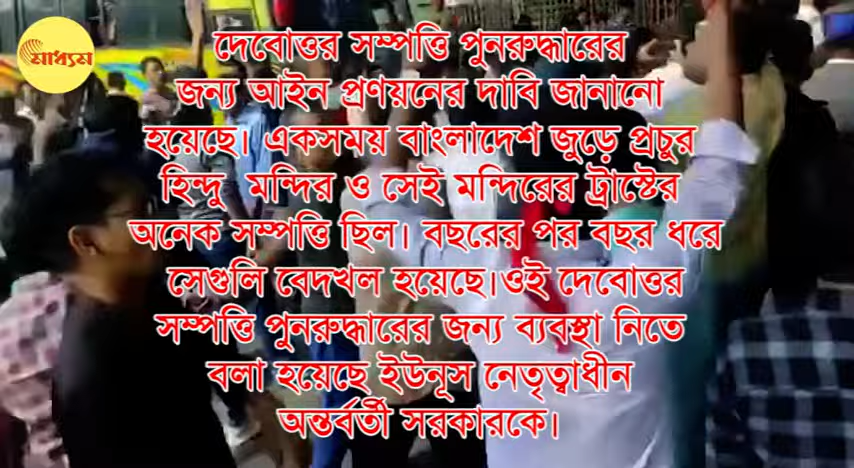 মাধ্যম
দেবোত্তর সম্পত্তি পুনরুদ্ধারের
জন্য আইন প্রণয়নের দাবি জানানো
হয়েছে। একসময় বাংলাদেশ জুড়ে প্রচুর
হিন্দু মন্দির ও সেই মন্দিরের ট্রাস্টের
অনেক সম্পত্তি ছিল। বছরের পর বছর ধরে
সেগুলি বেদখল হয়েছে।ওই দেবোত্তর
সম্পত্তি পুনরুদ্ধারের জন্য ব্যবস্থা নিতে
বলা হয়েছে ইউনূস নেতৃত্বাধীন
অন্তর্বর্তী সরকারকে।